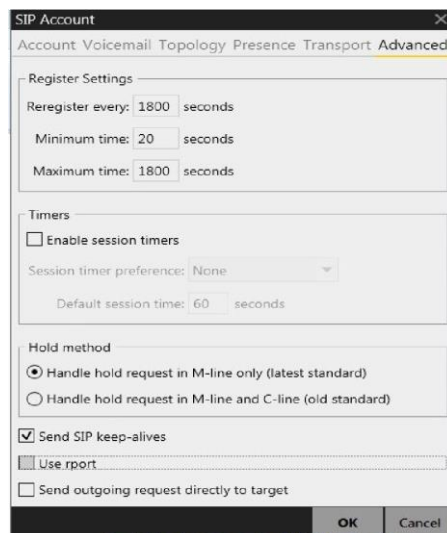 SIP Account
Account Voicemail Topology Presence Transport Advanced
Register Settings
Reregister every: 1800 seconds
Minimum time: 20 seconds
Maximum time: 1800 seconds
Timers
Enable session timers
Session timer preference: None
Default session time: 60 seconds
Hold method
Handle hold request in M-line only (latest standard)
Handle hold request in M-line and C-line (old standard)
Send SIP keep-alives
Use rport
Send outgoing request directly to target
OK Cancel